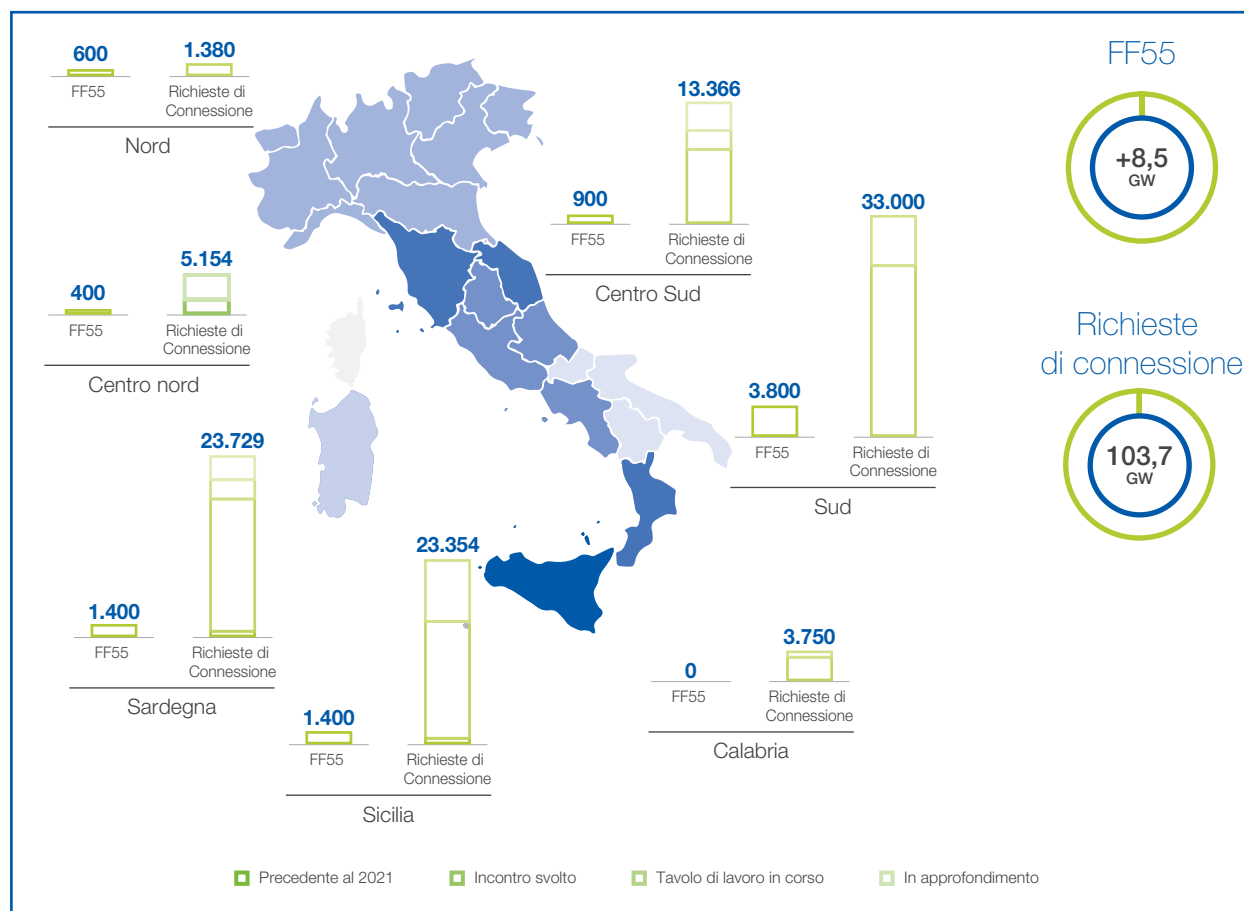 600
1.380
FF55
Richieste di
Connessione
Nord
13.366
900
FF55
Richieste di
Connessione
Centro Sud
FF55
+8,5
GW
5.154
400
FF55
Richieste di
Connessione
Centro nord
33.000
3.800
FF55
Richieste di
Connessione
Sud
Richieste
di connessione
103,7
GW
23.729
1.400
FF55
Richieste di
Connessione
Sardegna
23.354
1.400
FF55
Richieste di
Connessione
Sicilia
3.750
0
FF55
Richieste di
Connessione
Calabria
Precedente al 2021
Incontro svolto
Tavolo di lavoro in corso
In approfondimento